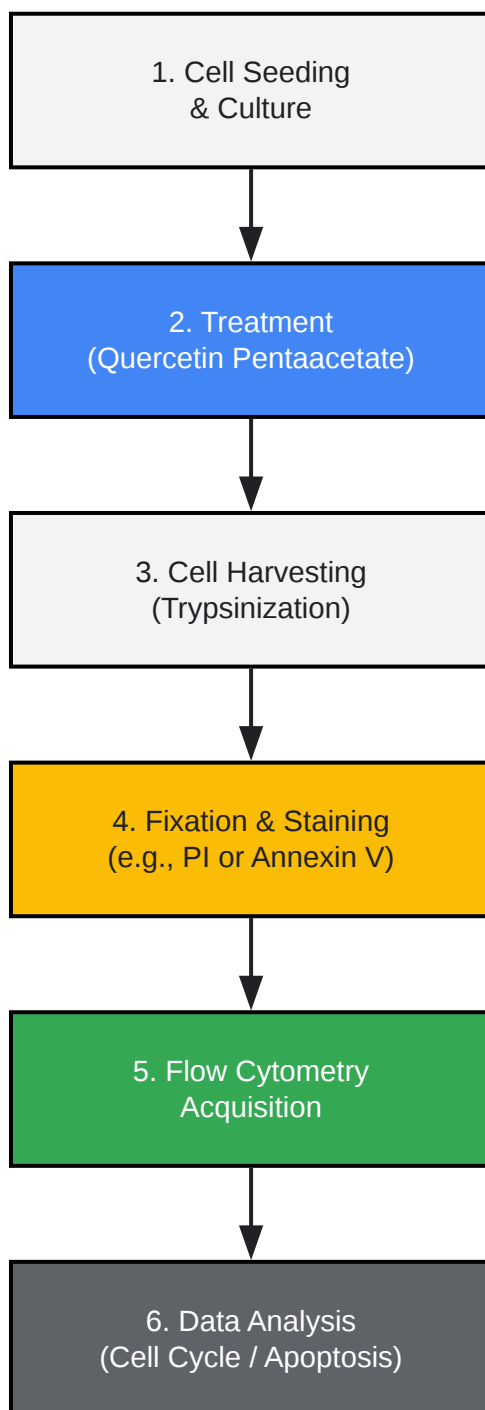 1. Cell Seeding
& Culture
2. Treatment
(Quercetin Pentaacetate)
3. Cell Harvesting
(Trypsinization)
4. Fixation & Staining
(e.g., PI or Annexin V)
5. Flow Cytometry
Acquisition
6. Data Analysis
(Cell Cycle / Apoptosis)